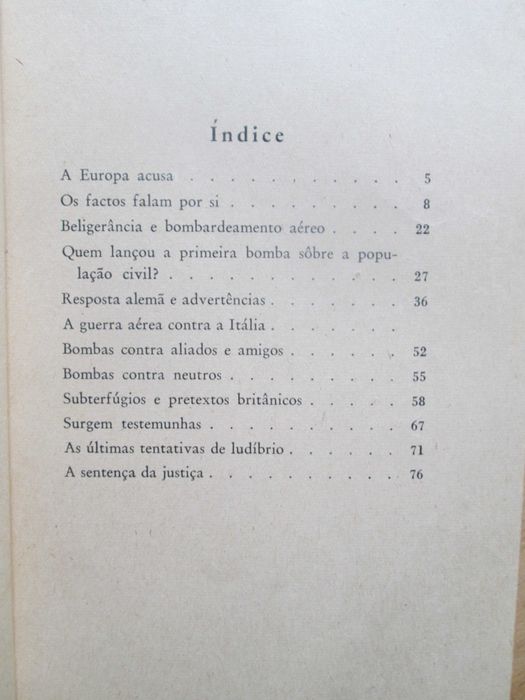 Índice
A Europa acusa . . . . . . . . . . . 5
Os factos falam por si . . . . . . . . . 8
Beligerância e bombardeamento aéreo . . . . 22
Quem lançou a primeira bomba sôbre a popu-
lação civil? . . . . . . . . . . . . 27
Resposta alemã e advertências . . . . . . 36
A guerra aérea contra a Itália . . . . . .
Bombas contra aliados e amigos . . . . . 52
Bombas contra neutros . . . . . . . . 55
Subterfúgios e pretextos britânicos . . . . . 58
Surgem testemunhas . . . . . . . . . 67
As últimas tentativas de ludíbrio . . . . . 71
A sentença da justiça . . . . . . . . . 76